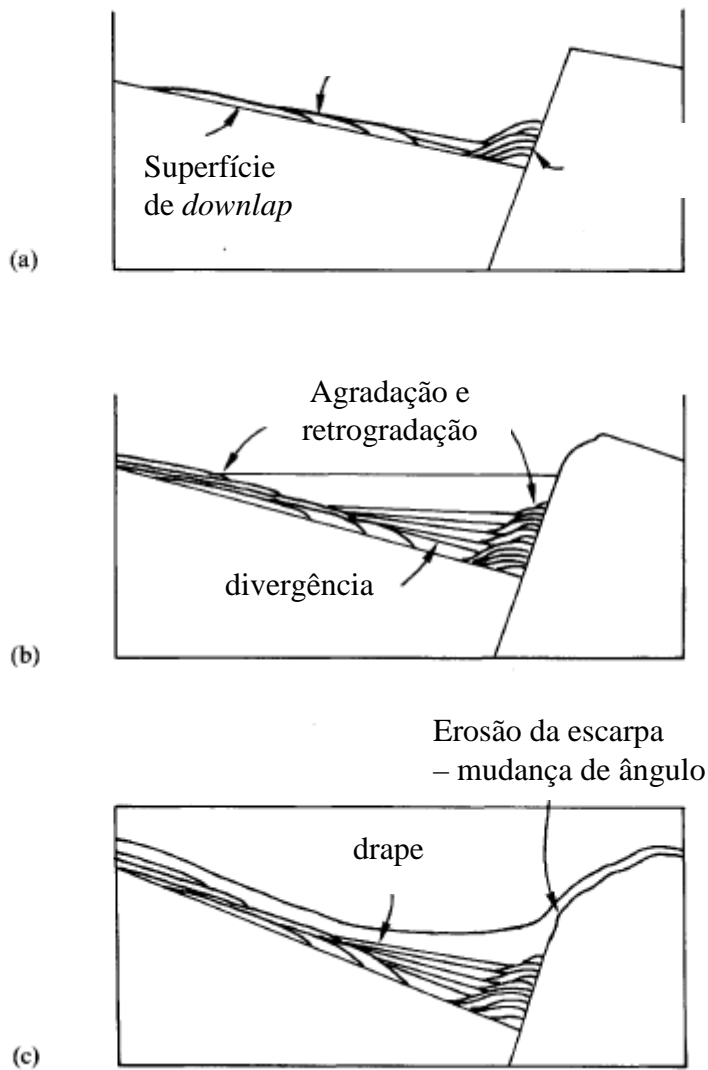 Superfície
de downlap
(a)
Agradação e
retrogradação
divergência
(b)
Erosão da escarpa
– mudança de ângulo
drape
(c)